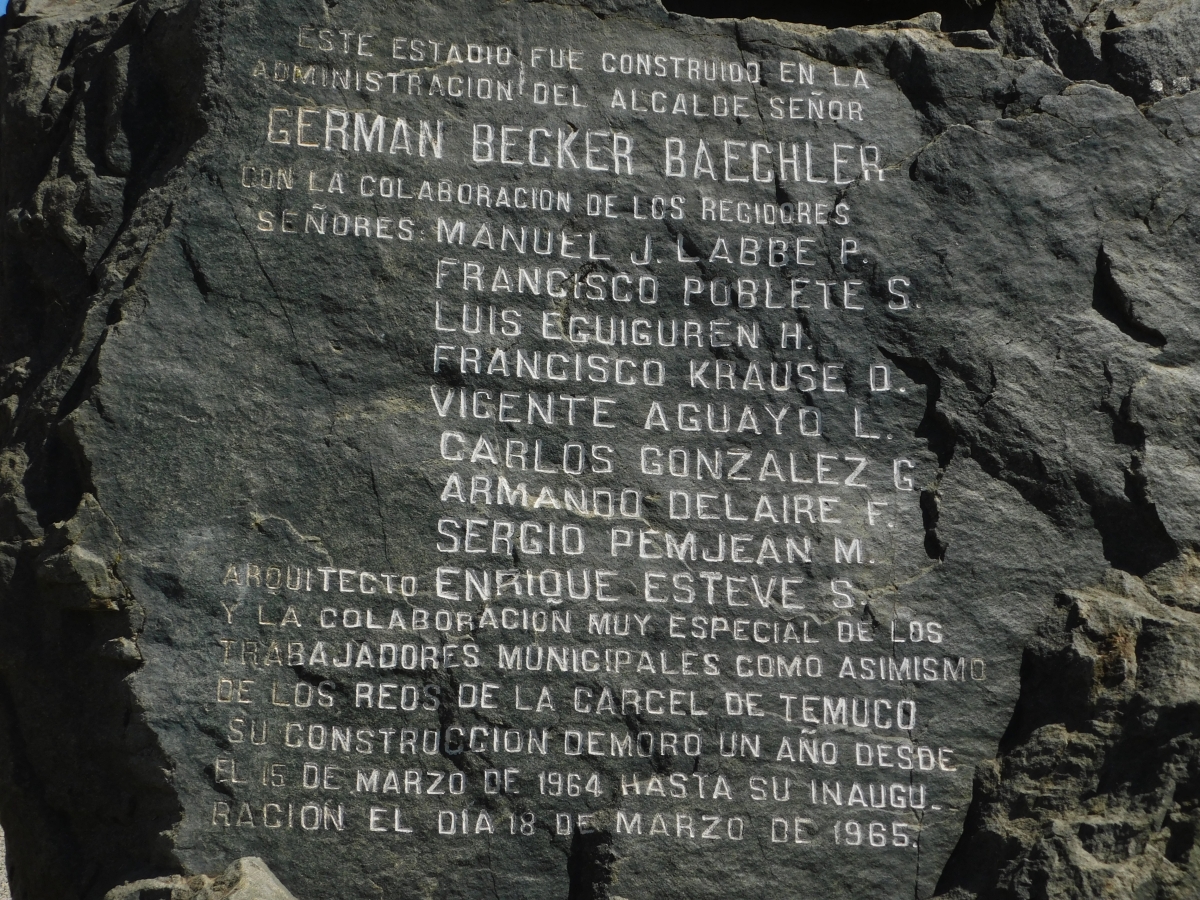 ESTE ESTADIO FUE CONSTRUIDO EN LA
ADMINISTRACION DEL ALCALDE SEÑOR
GERMAN BECKER BAECHLER
CON LA COLABORACION DE LOS REGIDORES
SEÑORES: MANUEL J. LABBE P.
FRANCISCO POBLETE S.
LUIS EGUIGUREN H.
FRANCISCO KRAUSE D.
VICENTE AGUAYO L.
CARLOS GONZALEZ G
ARMANDO DELAIRE F.
SERGIO PEMJEAN M.
ARQUITECTO ENRIQUE ESTEVE S.
Y LA COLABORACION MUY ESPECIAL DE LOS
TRABAJADORES MUNICIPALES COMO ASIMISMO
DE LOS REOS DE LA CARCEL DE TEMUCO
SU CONSTRUCCION DEMORO UN AÑO DESDE
EL 15 DE MARZO DE 1964 HASTA SU INAUGU-
RACION EL DIA 18 DE MARZO DE 1965.